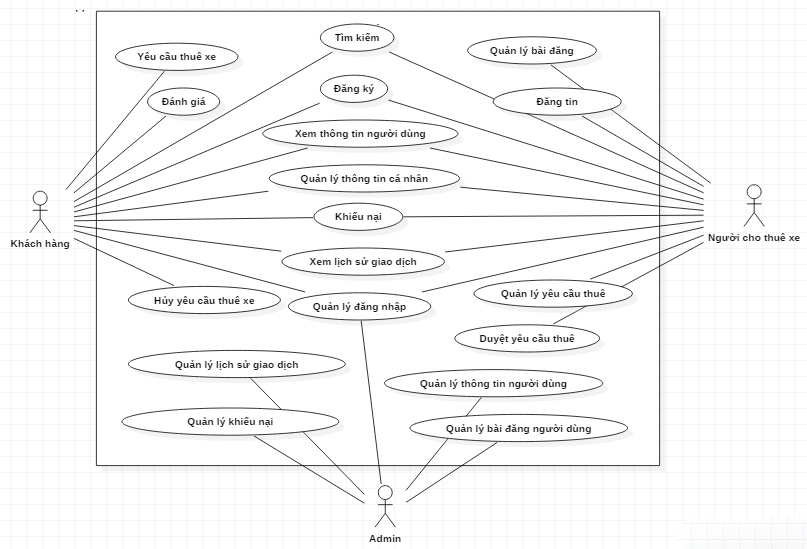 Tìm kiếm
Yêu cầu thuê xe
Quản lý bài đăng
Đăng ký
Đánh giá
Đăng tin
Xem thông tin người dùng
Quản lý thông tin cá nhân
Khiếu nại
Khách hàng
Người cho thuê xe
Xem lịch sử giao dịch
Hủy yêu cầu thuê xe
Quản lý đăng nhập
Quản lý yêu cầu thuê
Duyệt yêu cầu thuê
Quản lý lịch sử giao dịch
Quản lý thông tin người dùng
Quản lý khiếu nại
Quản lý bài đăng người dùng
Admin